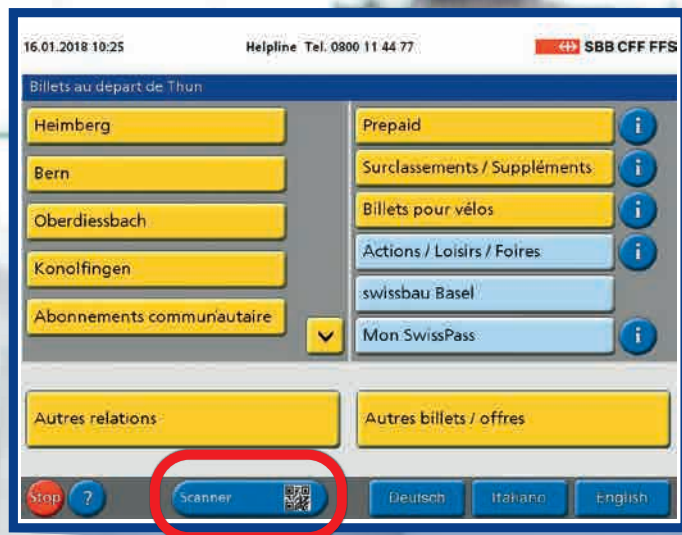 16.01.2018 10:25 Helpline Tel. 0800 11 44 77 SBB CFF FFS
Billets au départ de Thun
Heimberg
Bern
Oberdiessbach
Konolfingen
Abonnements communautaire
Prepaid
Surclassements / Suppléments
Billets pour vélos
Actions / Loisirs / Foires
swissbau Basel
Mon SwissPass
Autres relations
Autres billets / offres
Stop ? Scanner Deutsch Italiano English